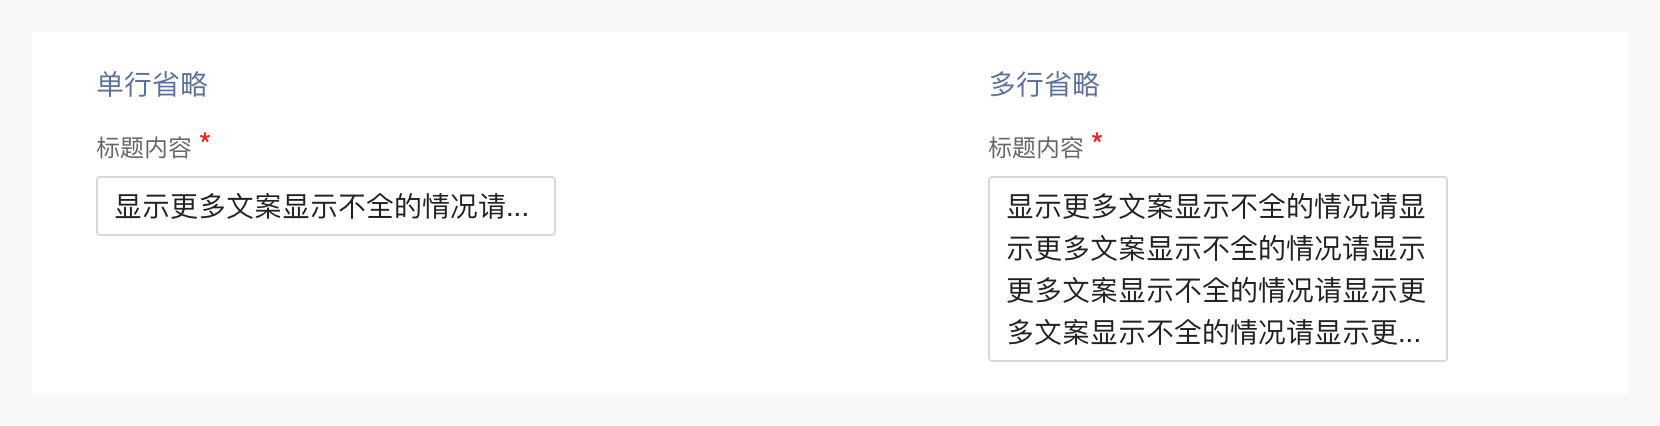 单行省略
标题内容 *
显示更多文案显示不全的情况请...
多行省略
标题内容 *
显示更多文案显示不全的情况请显
示更多文案显示不全的情况请显示
更多文案显示不全的情况请显示更
多文案显示不全的情况请显示更...